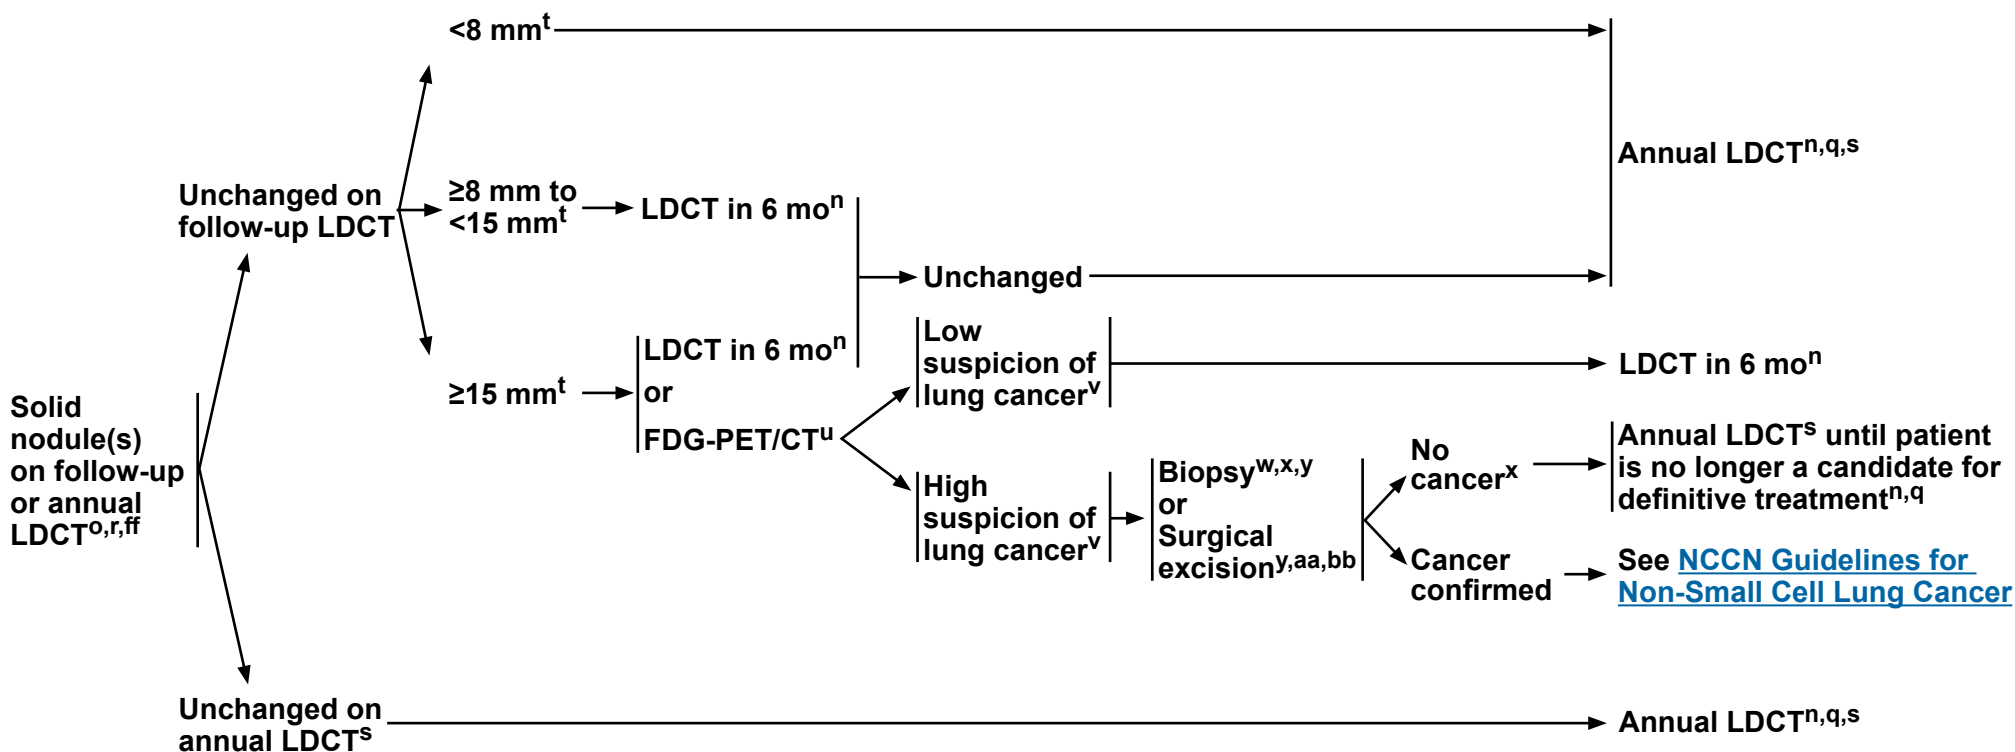 <8 mmt
Unchanged on
follow-up LDCT
≥8 mm to
<15 mmt
LDCT in 6 mon
Unchanged
Annual LDCTn,q,s
≥15 mmt
LDCT in 6 mon
or
FDG-PET/CTu
Low
suspicion of
lung cancerv
LDCT in 6 mon
Solid
nodule(s)
on follow-up
or annual
LDCTo,r,ff
High
suspicion of
lung cancerv
Biopsyw,x,y
or
Surgical
excisiony,aa,bb
No
cancerx
Annual LDCTs until patient
is no longer a candidate for
definitive treatmentn,q
Cancer
confirmed
See NCCN Guidelines for
Non-Small Cell Lung Cancer
Unchanged on
annual LDCTs
Annual LDCTn,q,s